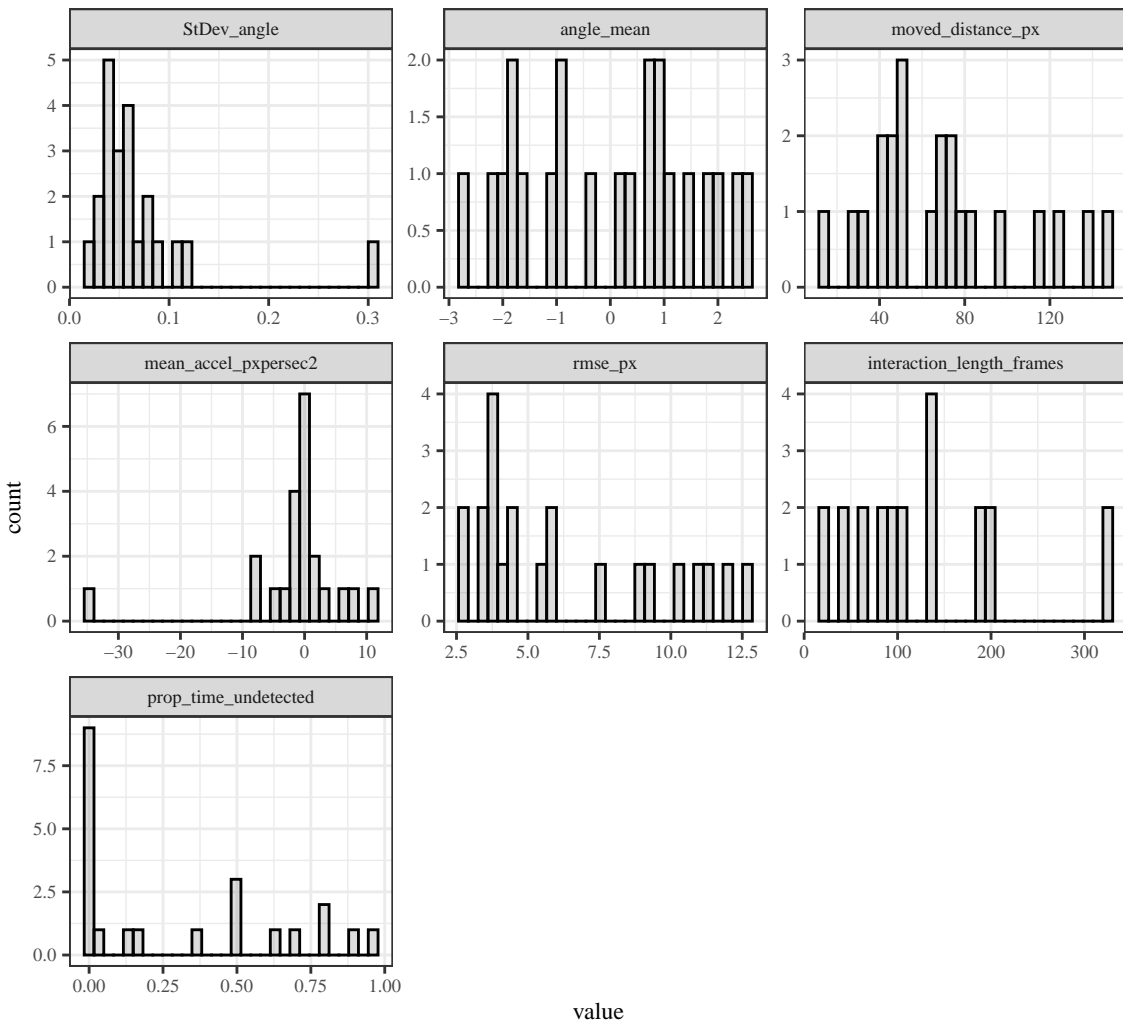 StDev_angle
angle_mean
moved_distance_px
5
4
3
2
1
0
0.0 0.1 0.2 0.3
2.0
1.5
1.0
0.5
0.0
−3 −2 −1 0 1 2
3
2
1
0
40 80 120
mean_accel_pxpersec2
rmse_px
interaction_length_frames
6
4
2
0
−30 −20 −10 0 10
4
3
2
1
0
2.5 5.0 7.5 10.0 12.5
4
3
2
1
0
0 100 200 300
prop_time_undetected
7.5
5.0
2.5
0.0
0.00 0.25 0.50 0.75 1.00
count
value